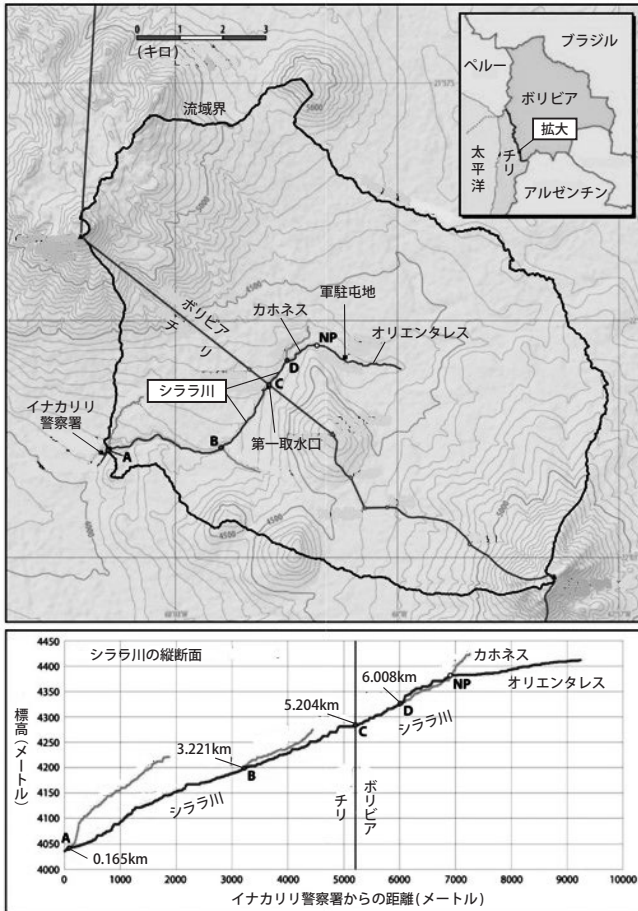 0 1 2 3
(キロ)
流域界
5000
5000
4500
ペルー
ブラジル
ボリビア
拡大
太平洋
チリ
アルゼンチン
ボリビア
チリ
軍駐屯地
カホネス
NP
オリエンタレス
D
シララ川
C
イナカリリ
警察署
第一取水口
A
B
4500
4500
シララ川の縦断面
標高(メートル)
4450
4400
4350
4300
4250
4200
4150
4100
4050
4000
カホネス
NP
オリエンタレス
6.008km
D
シララ川
5.204km
C
3.221km
B
シララ川
A
0.165km
チリ
ボリビア
0 1000 2000 3000 4000 5000 6000 7000 8000 9000 10000
イナカリリ警察署からの距離(メートル)